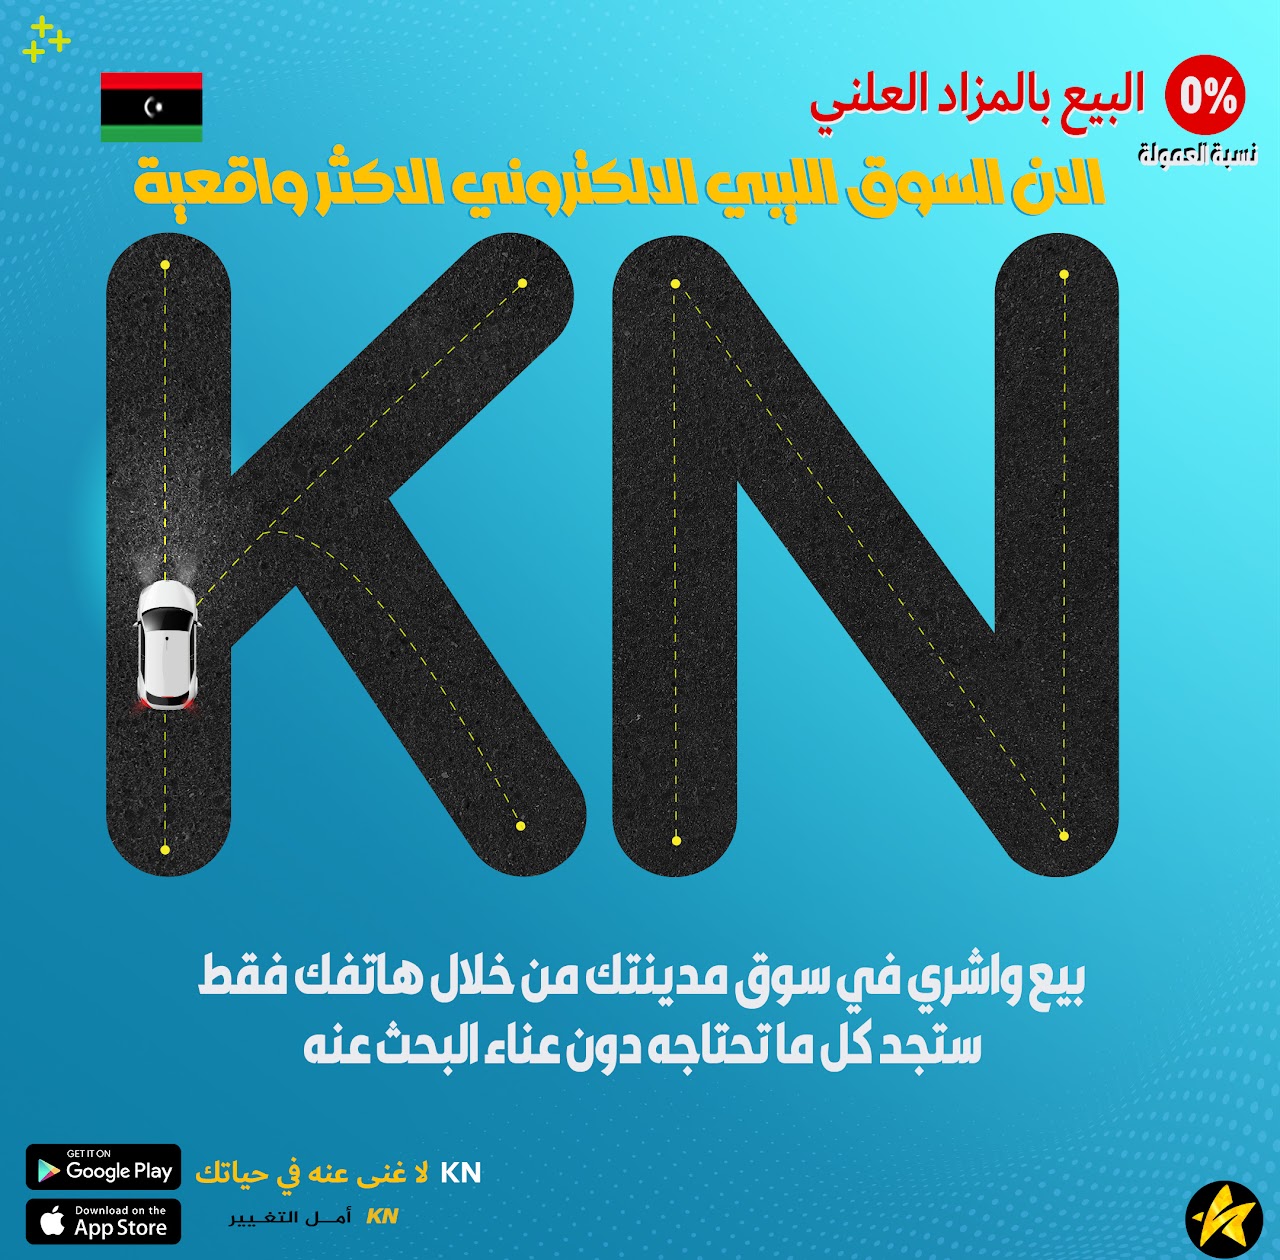 البيع بالمزاد العلني
0%
نسبة العمولة
الان السوق الليبي الالكتروني الاكثر واقعية
KN
بيع واشري في سوق مدينتك من خلال هاتفك فقط
ستجد كل ما تحتاجه دون عناء البحث عنه
GET IT ON
Google Play
KN لا غنى عنه في حياتك
Download on the
App Store
KN أمــل التغـيير